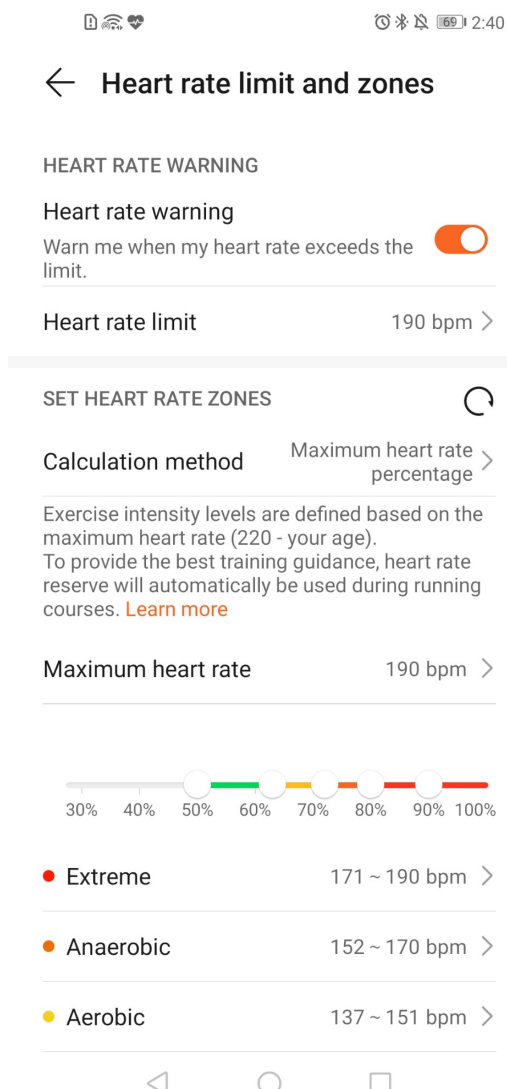 69 2:40
Heart rate limit and zones
HEART RATE WARNING
Heart rate warning
Warn me when my heart rate exceeds the
limit.
Heart rate limit 190 bpm
SET HEART RATE ZONES
Calculation method Maximum heart rate
percentage
Exercise intensity levels are defined based on the
maximum heart rate (220 - your age).
To provide the best training guidance, heart rate
reserve will automatically be used during running
courses. Learn more
Maximum heart rate 190 bpm
30% 40% 50% 60% 70% 80% 90% 100%
Extreme 171 ~ 190 bpm
Anaerobic 152 ~ 170 bpm
Aerobic 137 ~ 151 bpm